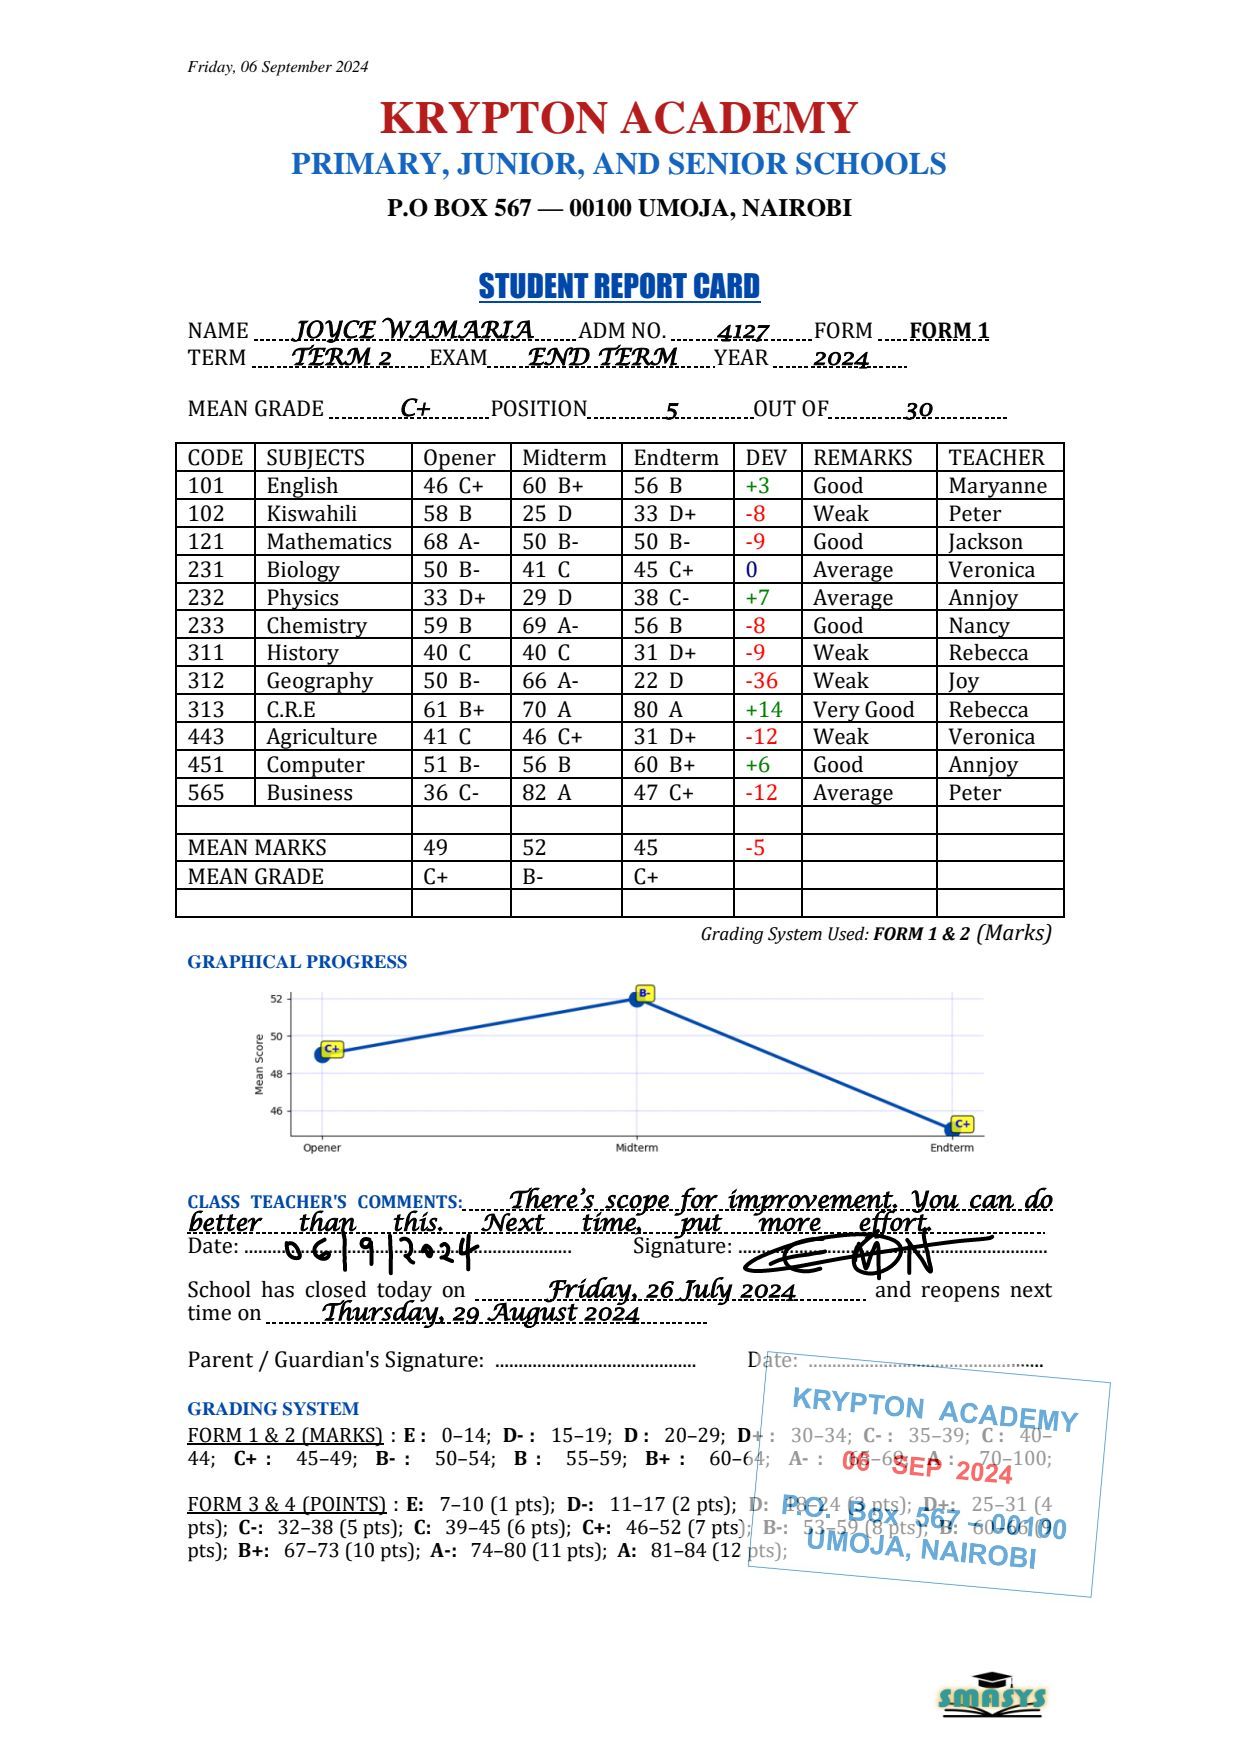 Friday, 06 September 2024
KRYPTON ACADEMY
PRIMARY, JUNIOR, AND SENIOR SCHOOLS
P.O BOX 567 — 00100 UMOJA, NAIROBI
STUDENT REPORT CARD
NAME JOYCE WAMARIA ADM NO. 4127 FORM FORM 1
TERM TERM 2 EXAM END TERM YEAR 2024
MEAN GRADE C+ POSITION 5 OUT OF 30
CODE SUBJECTS Opener Midterm Endterm DEV REMARKS TEACHER
101 English 46 C+ 60 B+ 56 B +3 Good Maryanne
102 Kiswahili 58 B 25 D 33 D+ -8 Weak Peter
121 Mathematics 68 A- 50 B- 50 B- -9 Good Jackson
231 Biology 50 B- 41 C 45 C+ 0 Average Veronica
232 Physics 33 D+ 29 D 38 C- +7 Average Annjoy
233 Chemistry 59 B 69 A- 56 B -8 Good Nancy
311 History 40 C 40 C 31 D+ -9 Weak Rebecca
312 Geography 50 B- 66 A- 22 D -36 Weak Joy
313 C.R.E 61 B+ 70 A 80 A +14 Very Good Rebecca
443 Agriculture 41 C 46 C+ 31 D+ -12 Weak Veronica
451 Computer 51 B- 56 B 60 B+ +6 Good Annjoy
565 Business 36 C- 82 A 47 C+ -12 Average Peter
MEAN MARKS 49 52 45 -5
MEAN GRADE C+ B- C+
Grading System Used: FORM 1 & 2 (Marks)
GRAPHICAL PROGRESS
52
50
48
46
Mean Score
C+
B-
C+
Opener Midterm Endterm
CLASS TEACHER'S COMMENTS: There's scope for improvement. You can do
better than this. Next time, put more effort.
Date: 06/9/2024 Signature:
School has closed today on Friday, 26 July 2024 and reopens next
time on Thursday, 29 August 2024
Parent / Guardian's Signature: Date:
GRADING SYSTEM
FORM 1 & 2 (MARKS) : E : 0–14; D- : 15–19; D : 20–29; D+ : 30–34; C- : 35–39; C : 40–
44; C+ : 45–49; B- : 50–54; B : 55–59; B+ : 60–64; A- : 65–69; A : 70–100;
FORM 3 & 4 (POINTS) : E: 7–10 (1 pts); D-: 11–17 (2 pts); D: 18–24 (3 pts); D+: 25–31 (4
pts); C-: 32–38 (5 pts); C: 39–45 (6 pts); C+: 46–52 (7 pts); B-: 53–59 (8 pts); B: 60–66 (9
pts); B+: 67–73 (10 pts); A-: 74–80 (11 pts); A: 81–84 (12 pts);
KRYPTON ACADEMY
06 SEP 2024
P.O. Box 567 – 00100
UMOJA, NAIROBI
SMASYS